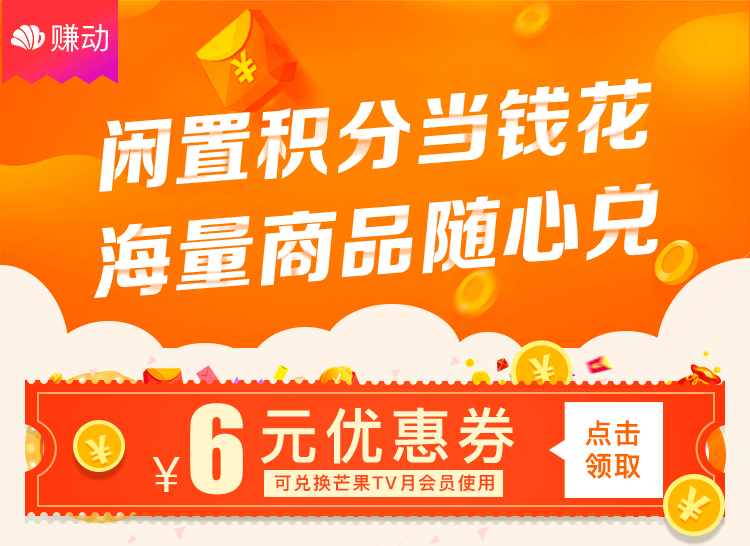 赚动
闲置积分当钱花
海量商品随心兑
¥6元优惠券
可兑换芒果TV月会员使用
点击
领取